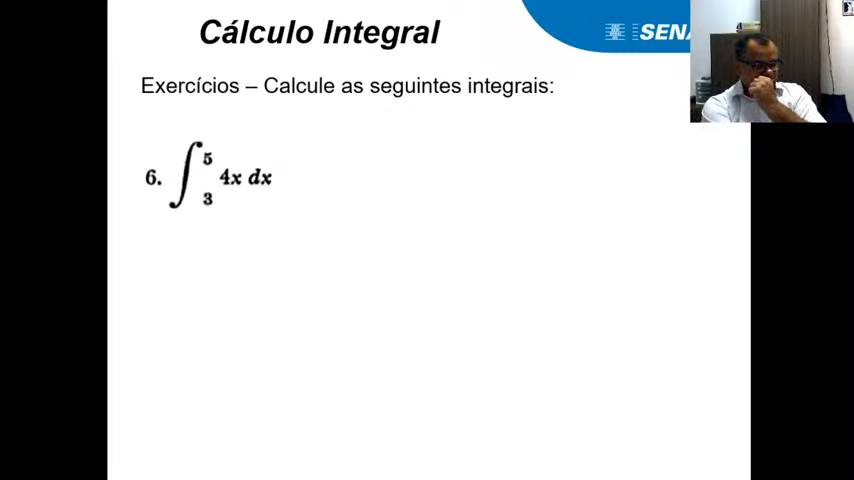 Cálculo Integral
SENA
Exercícios – Calcule as seguintes integrais:
6. ∫₃⁵ 4x dx